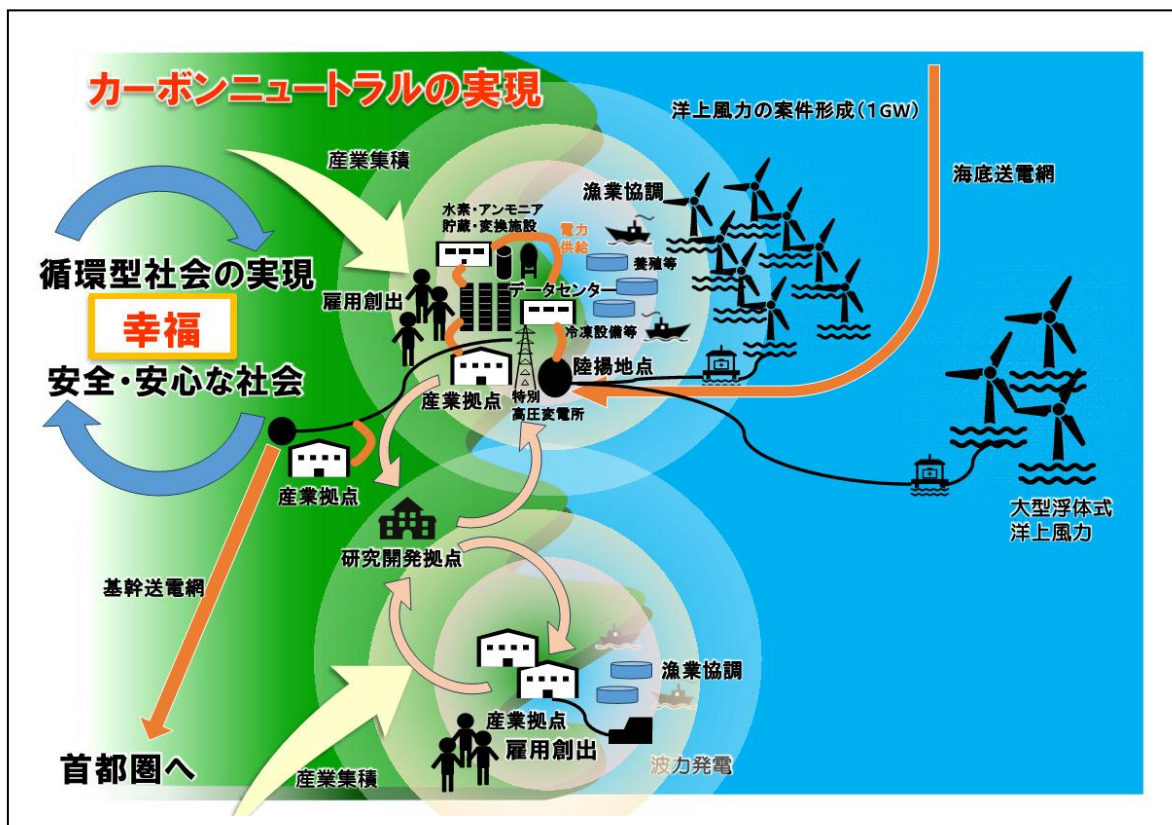 カーボンニュートラルの実現
洋上風力の案件形成(1GW)
産業集積
海底送電網
漁業協調
水素・アンモニア
貯蔵・変換施設
電力
供給
養殖等
循環型社会の実現
幸福
安全・安心な社会
雇用創出
データセンター
冷凍設備等
陸揚地点
産業拠点
特別
高圧変電所
産業拠点
大型浮体式
洋上風力
研究開発拠点
基幹送電網
漁業協調
産業拠点
雇用創出
波力発電
首都圏へ
産業集積